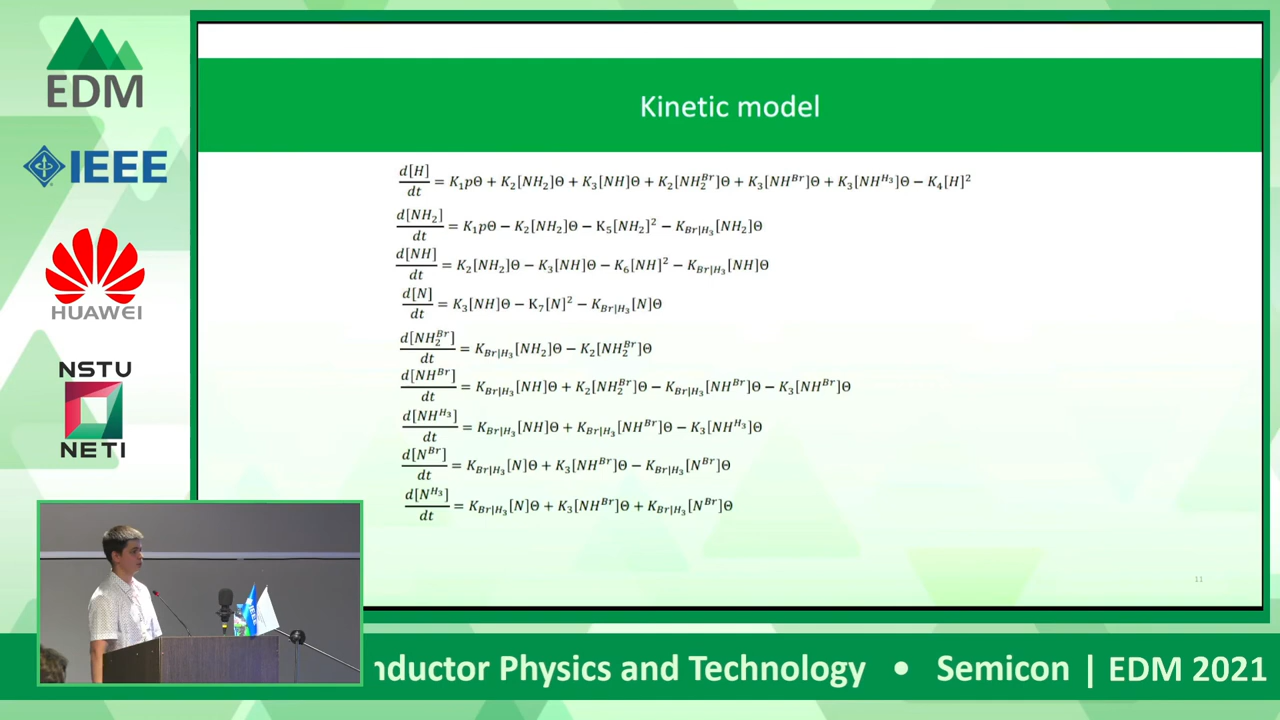 EDM
IEEE
HUAWEI
NSTU
NETI
Kinetic model
d[H]/dt = K₁pΘ + K₂[NH₂]Θ + K₃[NH]Θ + K₂[NH₂^Br]Θ + K₃[NH^Br]Θ + K₃[NH^H₃]Θ − K₄[H]²
d[NH₂]/dt = K₁pΘ − K₂[NH₂]Θ − K₅[NH₂]² − K_Br|H₃[NH₂]Θ
d[NH]/dt = K₂[NH₂]Θ − K₃[NH]Θ − K₆[NH]² − K_Br|H₃[NH]Θ
d[N]/dt = K₃[NH]Θ − K₇[N]² − K_Br|H₃[N]Θ
d[NH₂^Br]/dt = K_Br|H₃[NH₂]Θ − K₂[NH₂^Br]Θ
d[NH^Br]/dt = K_Br|H₃[NH]Θ + K₂[NH₂^Br]Θ − K_Br|H₃[NH^Br]Θ − K₃[NH^Br]Θ
d[NH^H₃]/dt = K_Br|H₃[NH]Θ + K_Br|H₃[NH^Br]Θ − K₃[NH^H₃]Θ
d[N^Br]/dt = K_Br|H₃[N]Θ + K₃[NH^Br]Θ − K_Br|H₃[N^Br]Θ
d[N^H₃]/dt = K_Br|H₃[N]Θ + K₃[NH^Br]Θ + K_Br|H₃[N^Br]Θ
11
IEEE
nductor Physics and Technology • Semicon | EDM 2021